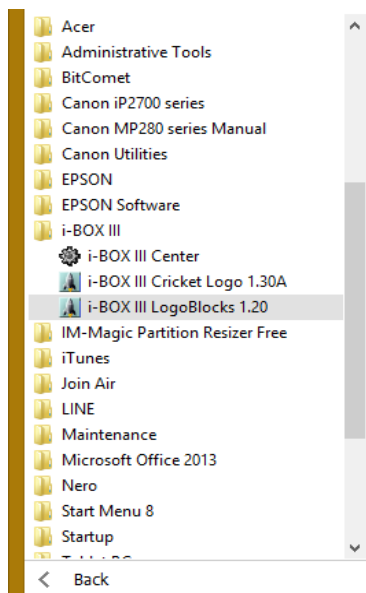 Acer
Administrative Tools
BitComet
Canon iP2700 series
Canon MP280 series Manual
Canon Utilities
EPSON
EPSON Software
i-BOX III
i-BOX III Center
i-BOX III Cricket Logo 1.30A
i-BOX III LogoBlocks 1.20
IM-Magic Partition Resizer Free
iTunes
Join Air
LINE
Maintenance
Microsoft Office 2013
Nero
Start Menu 8
Startup
Back